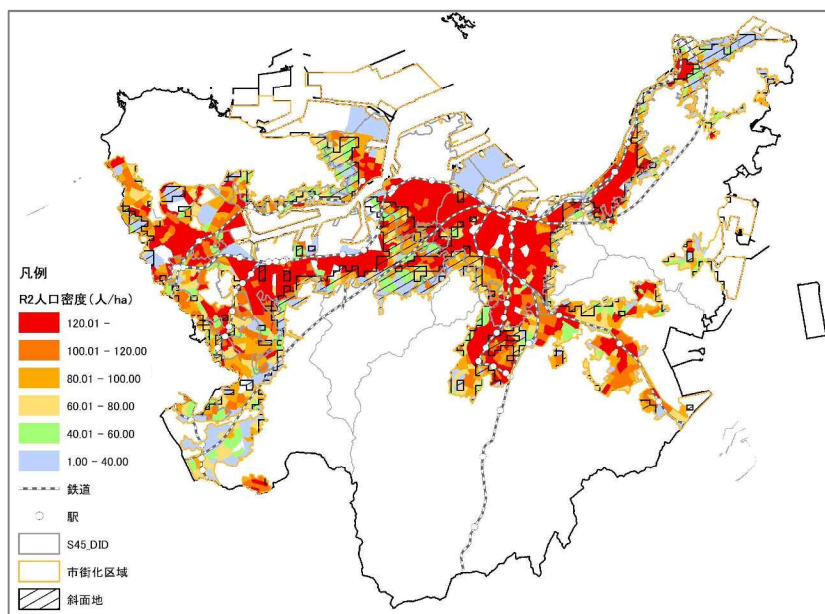 凡例
R2人口密度(人/ha)
120.01 -
100.01 - 120.00
80.01 - 100.00
60.01 - 80.00
40.01 - 60.00
1.00 - 40.00
鉄道
駅
S45_DID
市街化区域
斜面地